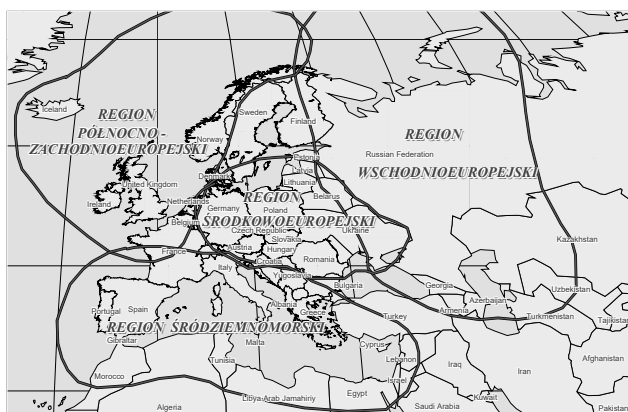 Iceland
REGION
PÓŁNOCNO -
ZACHODNIOEUROPEJSKI
Sweden
Finland
Norway
REGION
Russian Federation
WSCHODNIOEUROPEJSKI
Estonia
Latvia
Lithuania
Denmark
United Kingdom
Ireland
Netherlands
Germany
Belarus
REGION
Poland
ŚRODKOWOEUROPEJSKI
Belgium
Czech Republic
Ukraine
Slovakia
Kazakhstan
France
Austria
Hungary
Croatia
Romania
Italy
Yugoslavia
Bulgaria
Georgia
Uzbekistan
Azerbaijan
Armenia
Turkmenistan
Tajikistan
Portugal
Spain
Albania
Greece
Turkey
REGION ŚRÓDZIEMNOMORSKI
Gibraltar
Malta
Cyprus
Tunisia
Lebanon
Afghanistan
Iraq
Iran
Morocco
Israel
Egypt
Libya Arab Jamahiriy
Kuwait
Algeria
Saudi Arabia
Pakistan